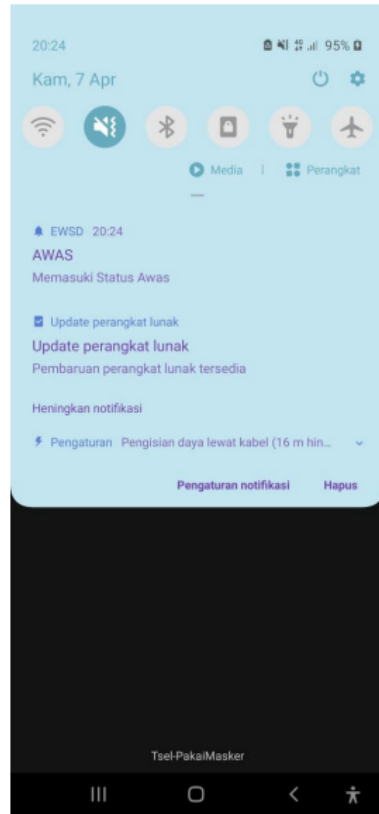 20:24
95%
Kam, 7 Apr
Media | Perangkat
EWSD 20:24
AWAS
Memasuki Status Awas
Update perangkat lunak
Update perangkat lunak
Pembaruan perangkat lunak tersedia
Heningkan notifikasi
Pengaturan Pengisian daya lewat kabel (16 m hin...
Pengaturan notifikasi Hapus
Tsel-PakaiMasker